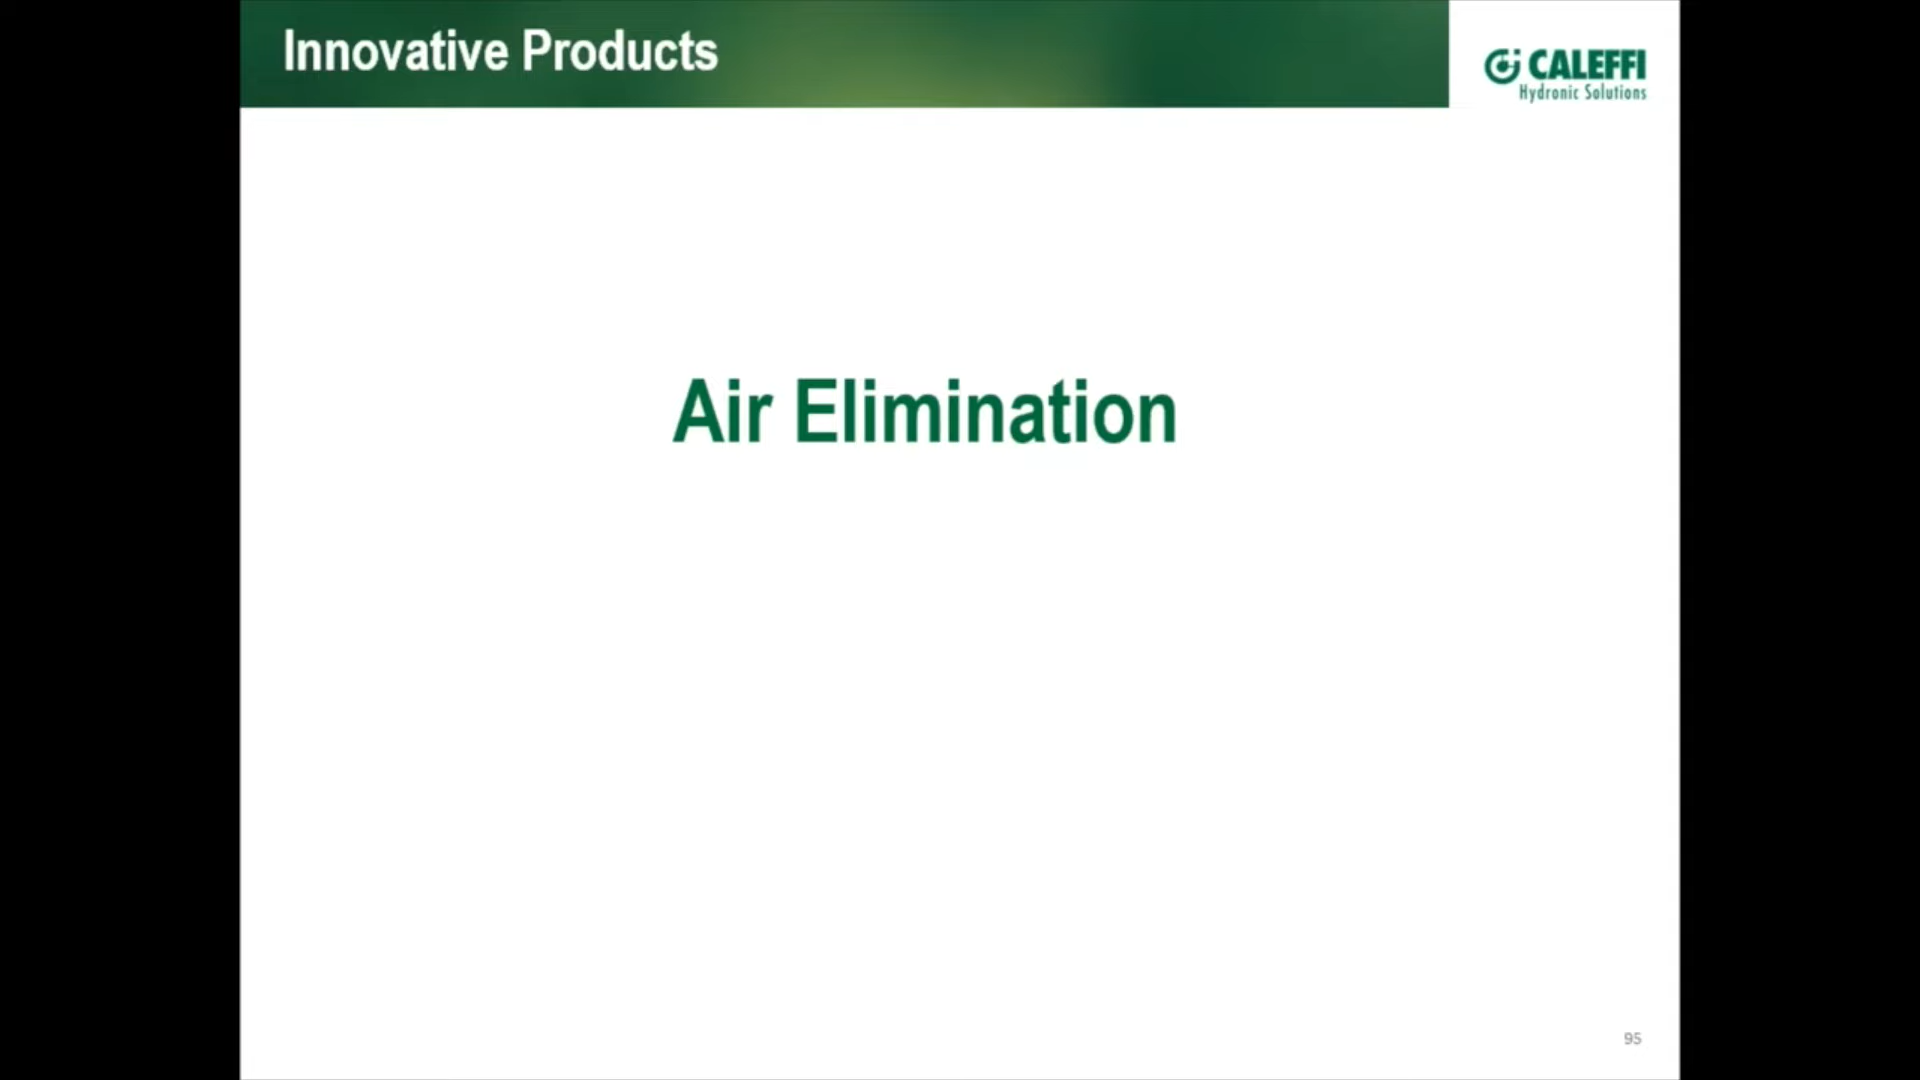 Innovative Products
CALEFFI
Hydronic Solutions
Air Elimination
95